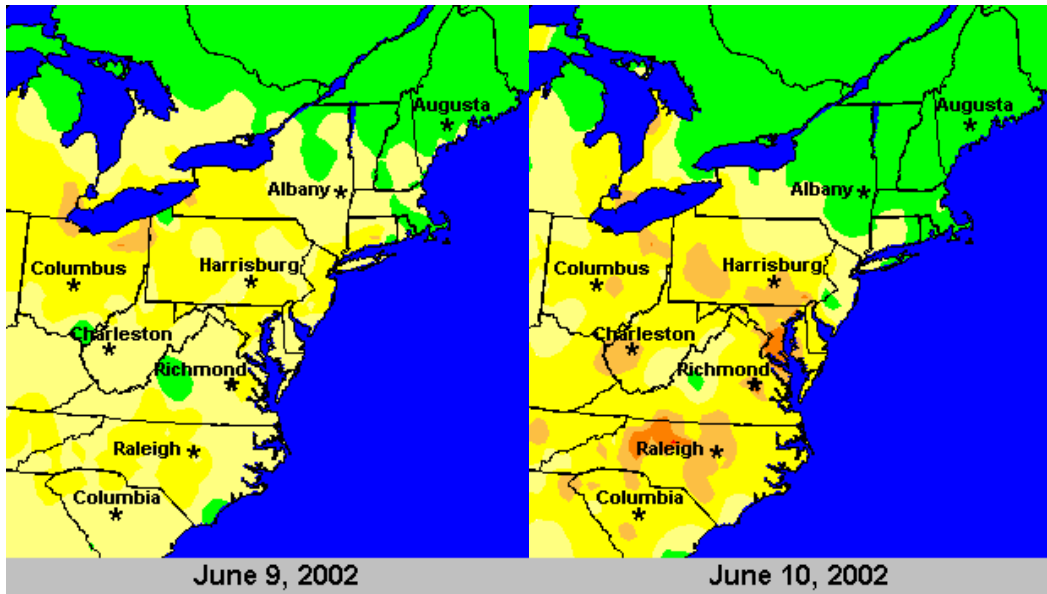 Augusta
Albany
Columbus
Harrisburg
Charleston
Richmond
Raleigh
Columbia
June 9, 2002
Augusta
Albany
Columbus
Harrisburg
Charleston
Richmond
Raleigh
Columbia
June 10, 2002